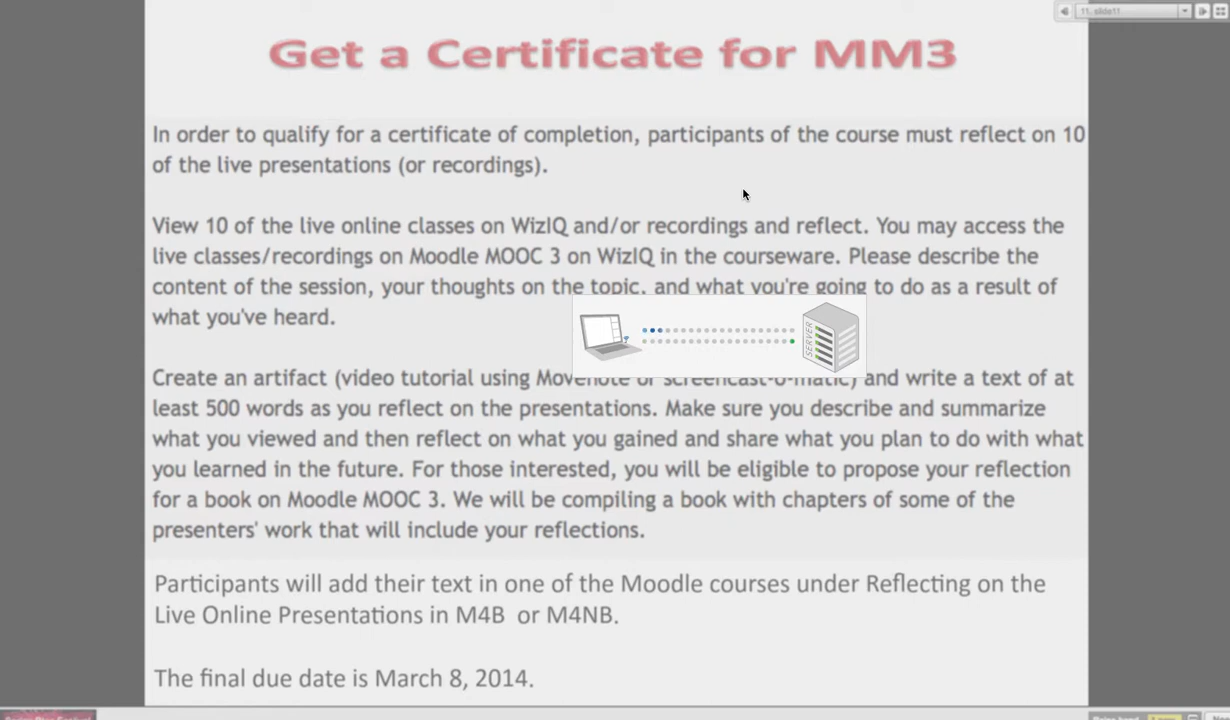 11. slide11
Get a Certificate for MM3
In order to qualify for a certificate of completion, participants of the course must reflect on 10
of the live presentations (or recordings).
View 10 of the live online classes on WizIQ and/or recordings and reflect. You may access the
live classes/recordings on Moodle MOOC 3 on WizIQ in the courseware. Please describe the
content of the session, your thoughts on the topic, and what you're going to do as a result of
what you've heard.
SERVER
Create an artifact (video tutorial using Movenote or screencast-o-matic) and write a text of at
least 500 words as you reflect on the presentations. Make sure you describe and summarize
what you viewed and then reflect on what you gained and share what you plan to do with what
you learned in the future. For those interested, you will be eligible to propose your reflection
for a book on Moodle MOOC 3. We will be compiling a book with chapters of some of the
presenters' work that will include your reflections.
Participants will add their text in one of the Moodle courses under Reflecting on the
Live Online Presentations in M4B or M4NB.
The final due date is March 8, 2014.